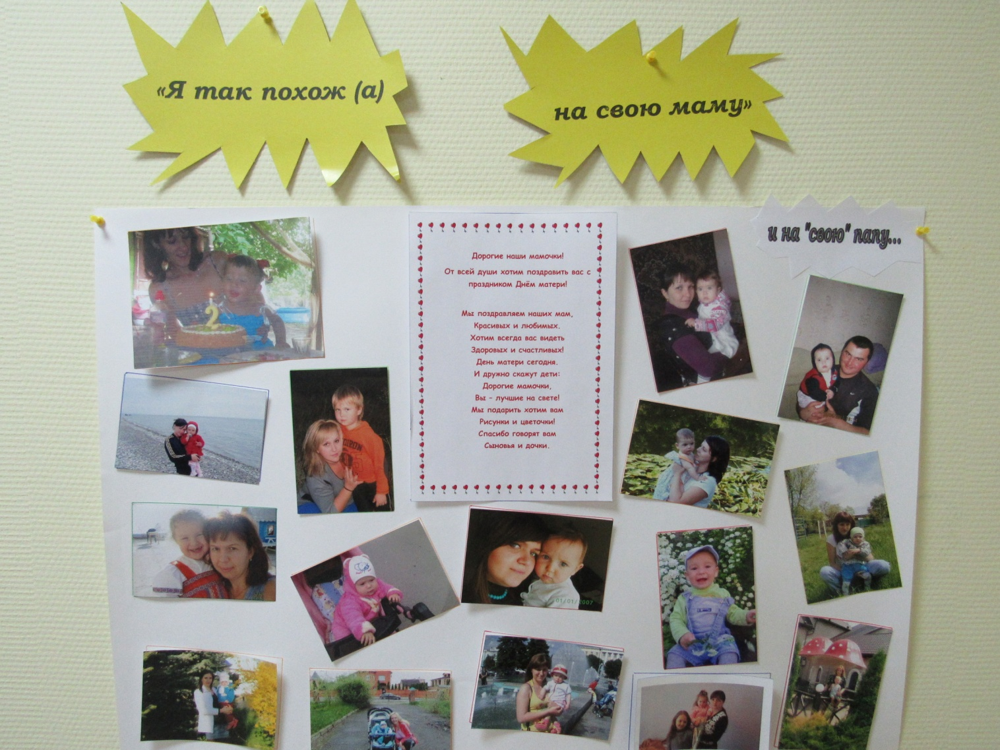 «Я так похож (а)
на свою маму»
и на "свою" папу...
Дорогие наши мамочки!
От всей души хотим поздравить вас с
праздником Днём матери!
Мы поздравляем наших мам,
Красивых и любимых.
Хотим всегда вас видеть
Здоровых и счастливых!
День матери сегодня.
И дружно скажут дети:
Дорогие мамочки,
Вы - лучшие на свете!
Мы подарить хотим вам
Рисунки и цветочки!
Спасибо говорят вам
Сыновья и дочки.
2
01/01/2007